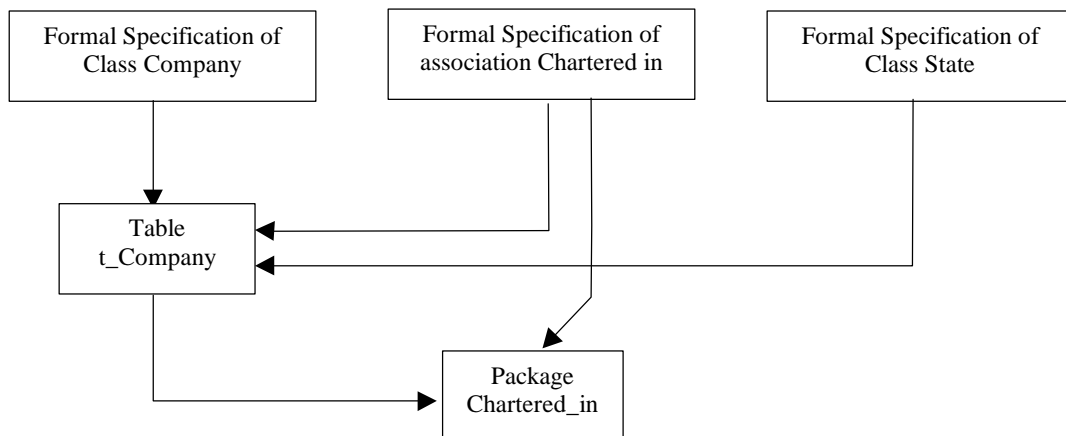 Formal Specification of
Class Company
Formal Specification of
association Chartered in
Formal Specification of
Class State
Table
t_Company
Package
Chartered_in